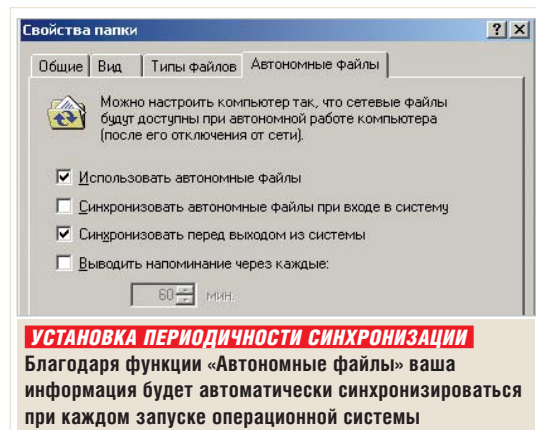 Свойства папки
Общие Вид Типы файлов Автономные файлы
Можно настроить компьютер так, что сетевые файлы
будут доступны при автономной работе компьютера
(после его отключения от сети).
Использовать автономные файлы
Синхронизовать автономные файлы при входе в систему
Синхронизовать перед выходом из системы
Выводить напоминание через каждые:
60 мин.
УСТАНОВКА ПЕРИОДИЧНОСТИ СИНХРОНИЗАЦИИ
Благодаря функции «Автономные файлы» ваша
информация будет автоматически синхронизироваться
при каждом запуске операционной системы